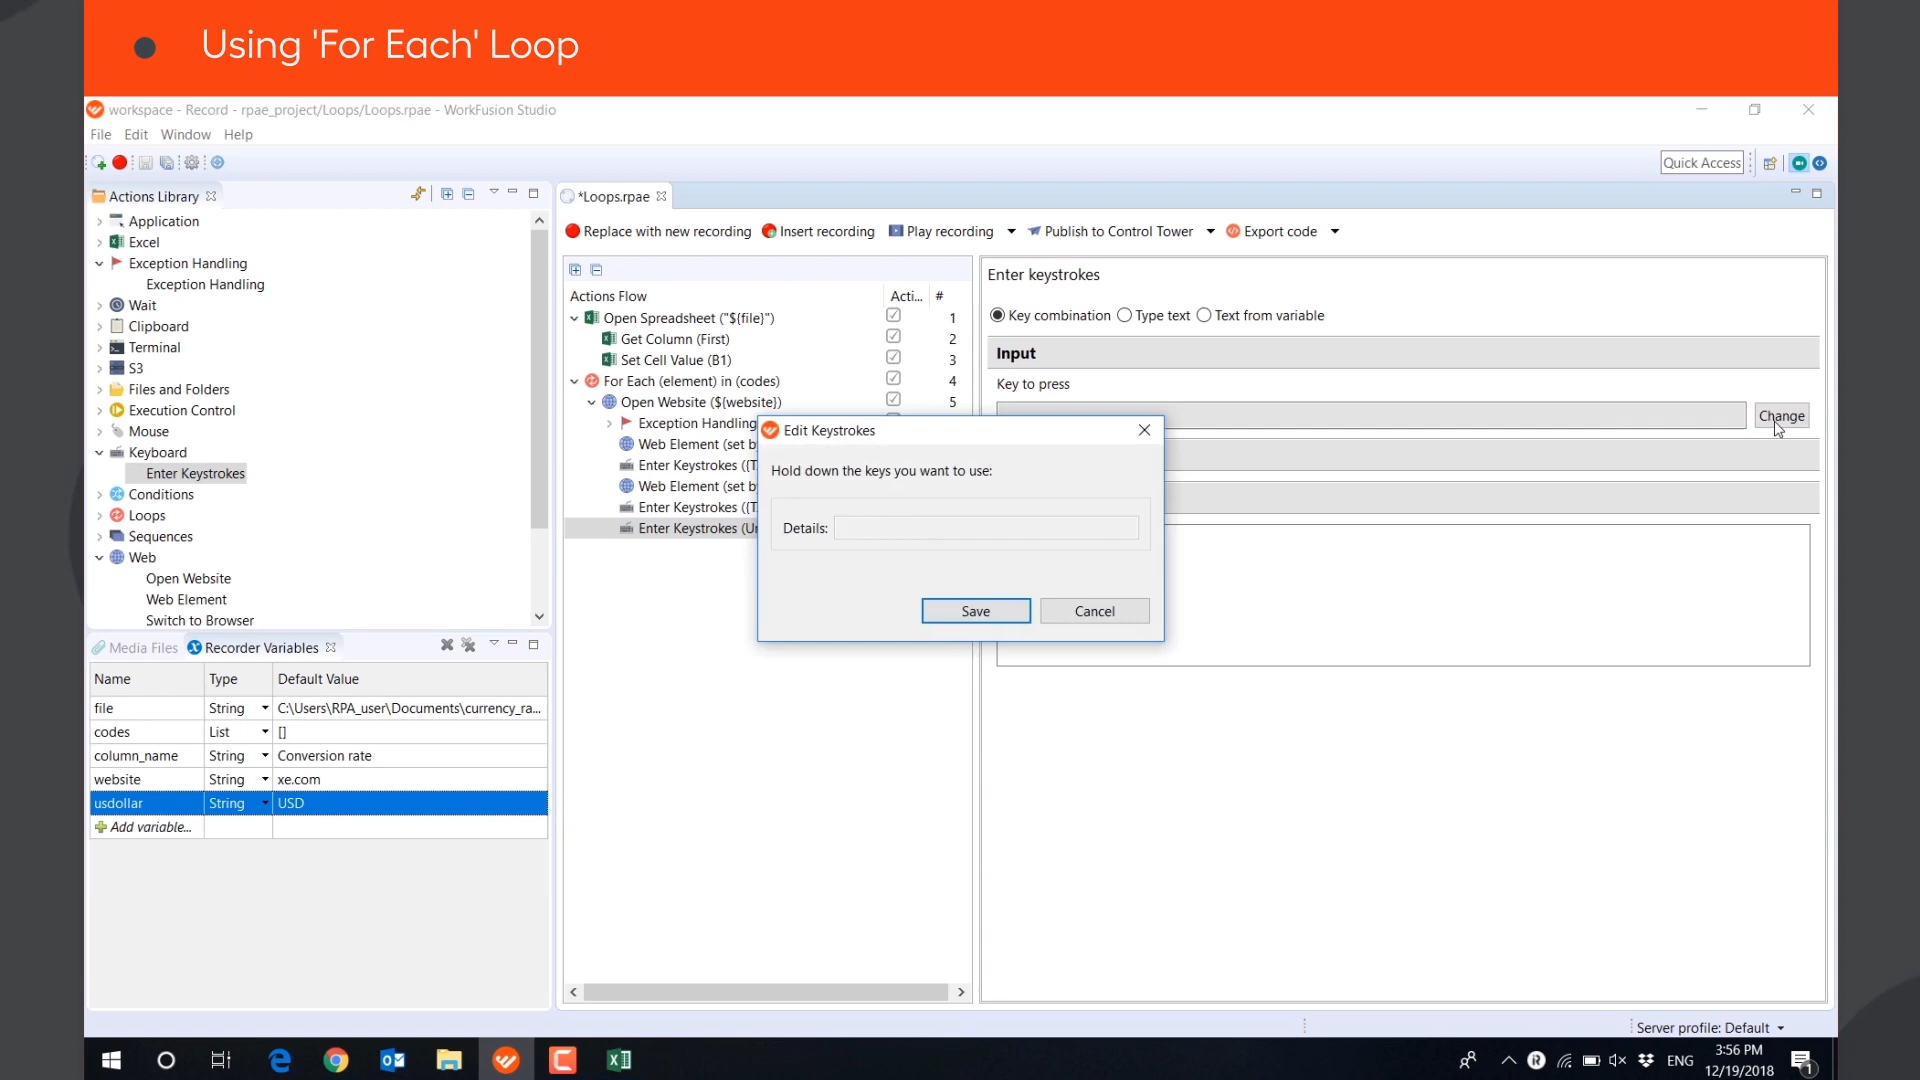 Using 'For Each' Loop
workspace - Record - rpae_project/Loops/Loops.rpae - WorkFusion Studio
File Edit Window Help
Quick Access
Actions Library
Application
Excel
Exception Handling
Exception Handling
Wait
Clipboard
Terminal
S3
Files and Folders
Execution Control
Mouse
Keyboard
Enter Keystrokes
Conditions
Loops
Sequences
Web
Open Website
Web Element
Switch to Browser
Media Files Recorder Variables
Name Type Default Value
file String C:\Users\RPA_user\Documents\currency_ra...
codes List []
column_name String Conversion rate
website String xe.com
usdollar String USD
Add variable...
*Loops.rpae
Replace with new recording Insert recording Play recording Publish to Control Tower Export code
Actions Flow Acti... #
Open Spreadsheet ("${file}") 1
Get Column (First) 2
Set Cell Value (B1) 3
For Each (element) in (codes) 4
Open Website (${website}) 5
Exception Handling
Web Element (set b
Enter Keystrokes ({T
Web Element (set b
Enter Keystrokes ({T
Enter Keystrokes (Ur
Enter keystrokes
Key combination Type text Text from variable
Input
Key to press
Change
Edit Keystrokes
Hold down the keys you want to use:
Details:
Save Cancel
Server profile: Default
ENG
3:56 PM
12/19/2018
1